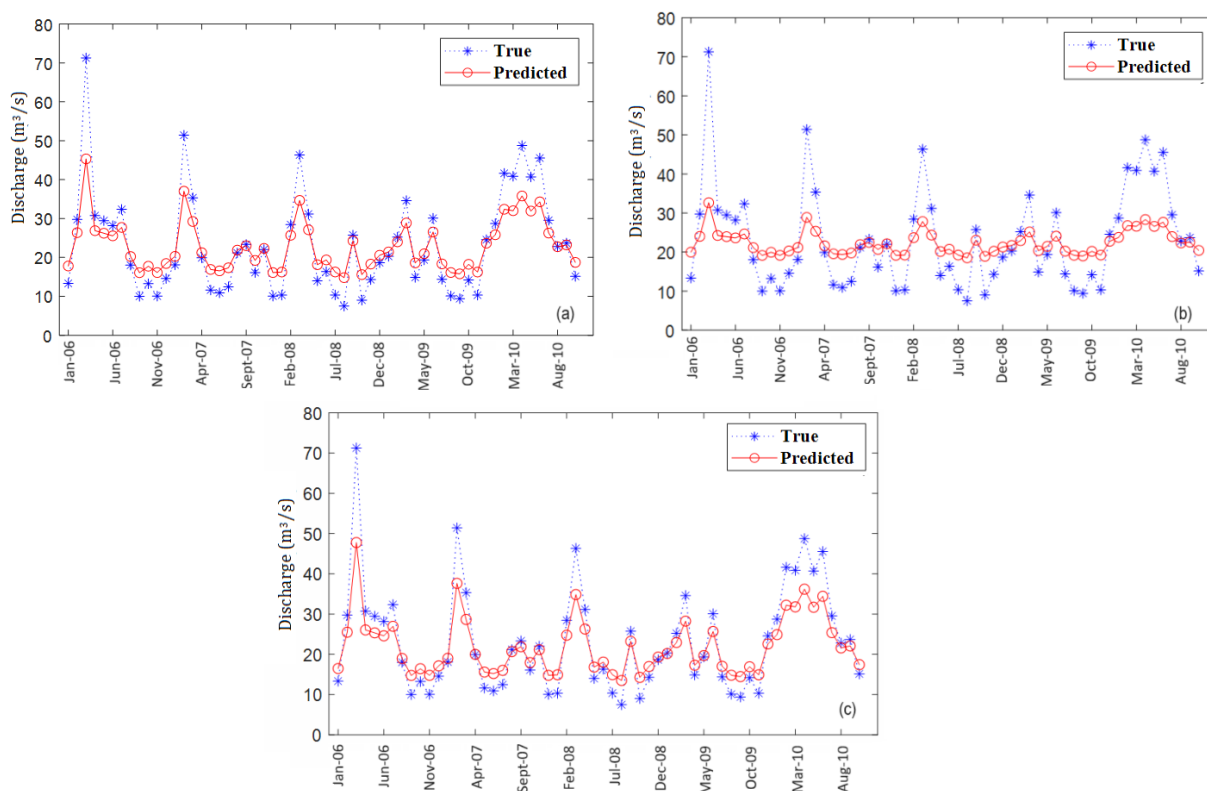 80
70
60
50
40
30
20
10
0
Discharge (m³/s)
True
Predicted
(a)
Jan-06
Jun-06
Nov-06
Apr-07
Sept-07
Feb-08
Jul-08
Dec-08
May-09
Oct-09
Mar-10
Aug-10
80
70
60
50
40
30
20
10
0
Discharge (m³/s)
True
Predicted
(b)
Jan-06
Jun-06
Nov-06
Apr-07
Sept-07
Feb-08
Jul-08
Dec-08
May-09
Oct-09
Mar-10
Aug-10
80
70
60
50
40
30
20
10
0
Discharge (m³/s)
True
Predicted
(c)
Jan-06
Jun-06
Nov-06
Apr-07
Sept-07
Feb-08
Jul-08
Dec-08
May-09
Oct-09
Mar-10
Aug-10